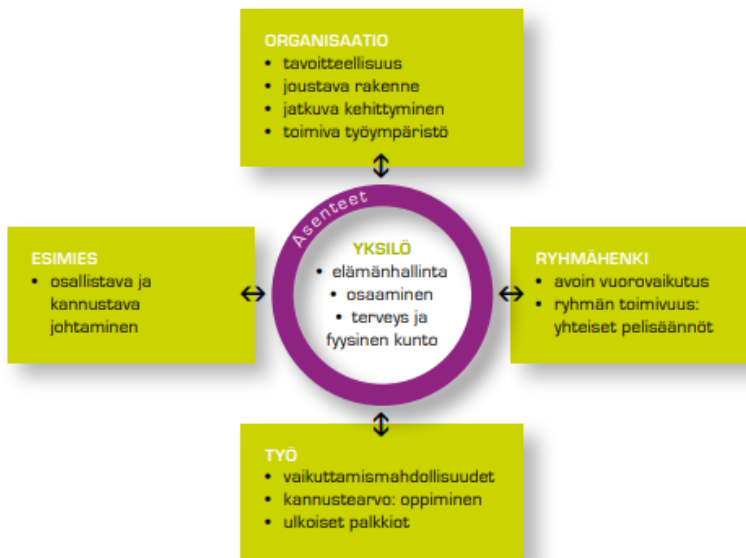 ORGANISAATIO
• tavoitteellisuus
• joustava rakenne
• jatkuva kehittyminen
• toimiva työympäristö
Asenteet
ESIMIES
• osallistava ja
kannustava
johtaminen
YKSILÖ
• elämänhallinta
• osaaminen
• terveys ja
fyysinen kunto
RYHMÄHENKI
• avoin vuorovaikutus
• ryhmän toimivuus:
yhteiset pelisäännöt
TYÖ
• vaikuttamismahdollisuudet
• kannustearvo: oppiminen
• ulkoiset palkkiot